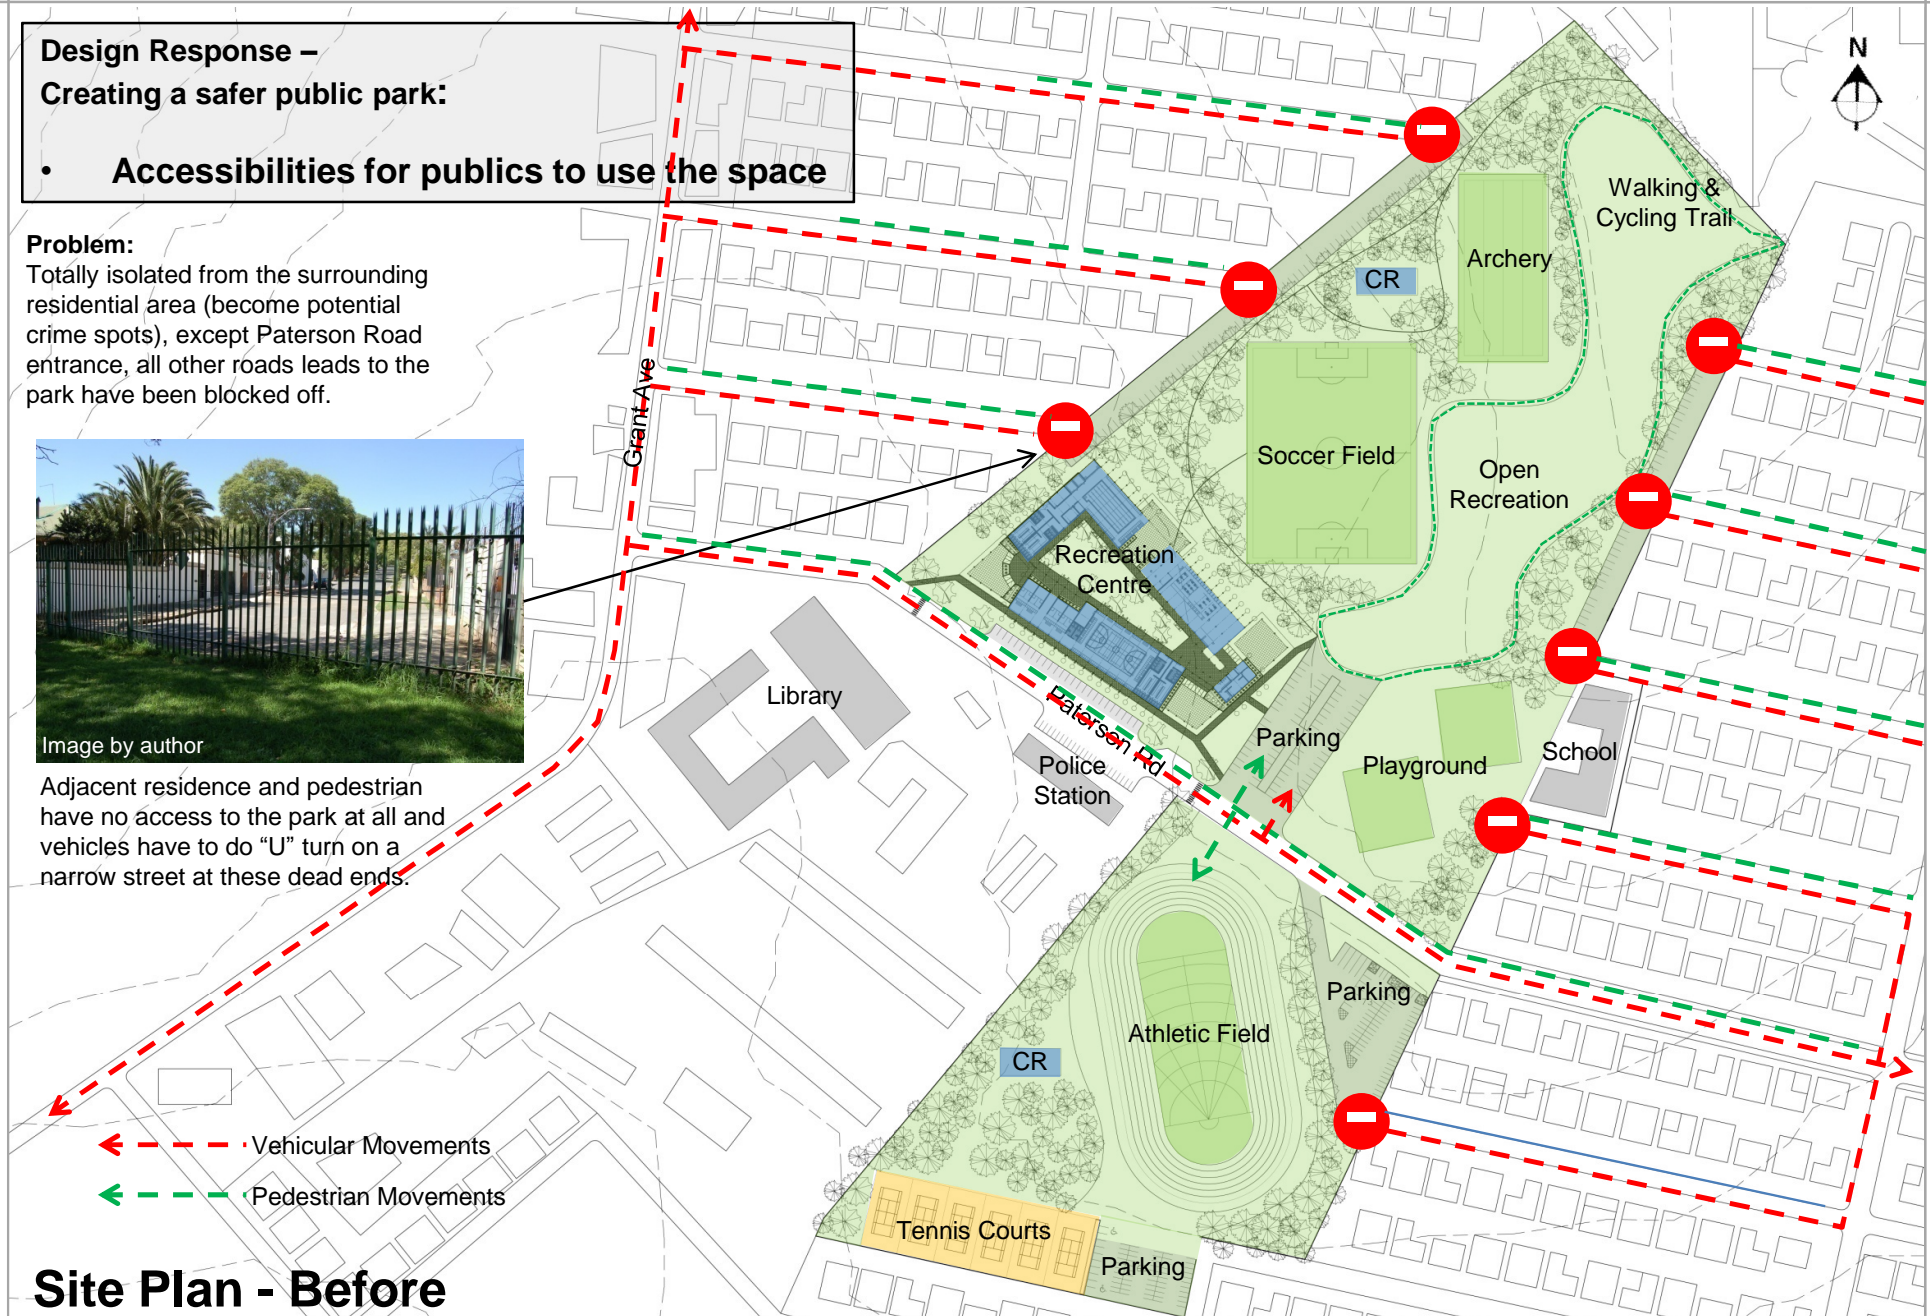 Design Response –
Creating a safer public park:
• Accessibilities for publics to use the space
N
Problem:
Totally isolated from the surrounding
residential area (become potential
crime spots), except Paterson Road
entrance, all other roads leads to the
park have been blocked off.
Image by author
Adjacent residence and pedestrian
have no access to the park at all and
vehicles have to do “U” turn on a
narrow street at these dead ends.
Grant Ave
Walking &
Cycling Trail
Archery
CR
Soccer Field
Open
Recreation
Recreation
Centre
Library
Paterson Rd
Police
Station
Parking
Playground
School
Parking
Athletic Field
CR
Tennis Courts
Parking
Vehicular Movements
Pedestrian Movements
Site Plan - Before